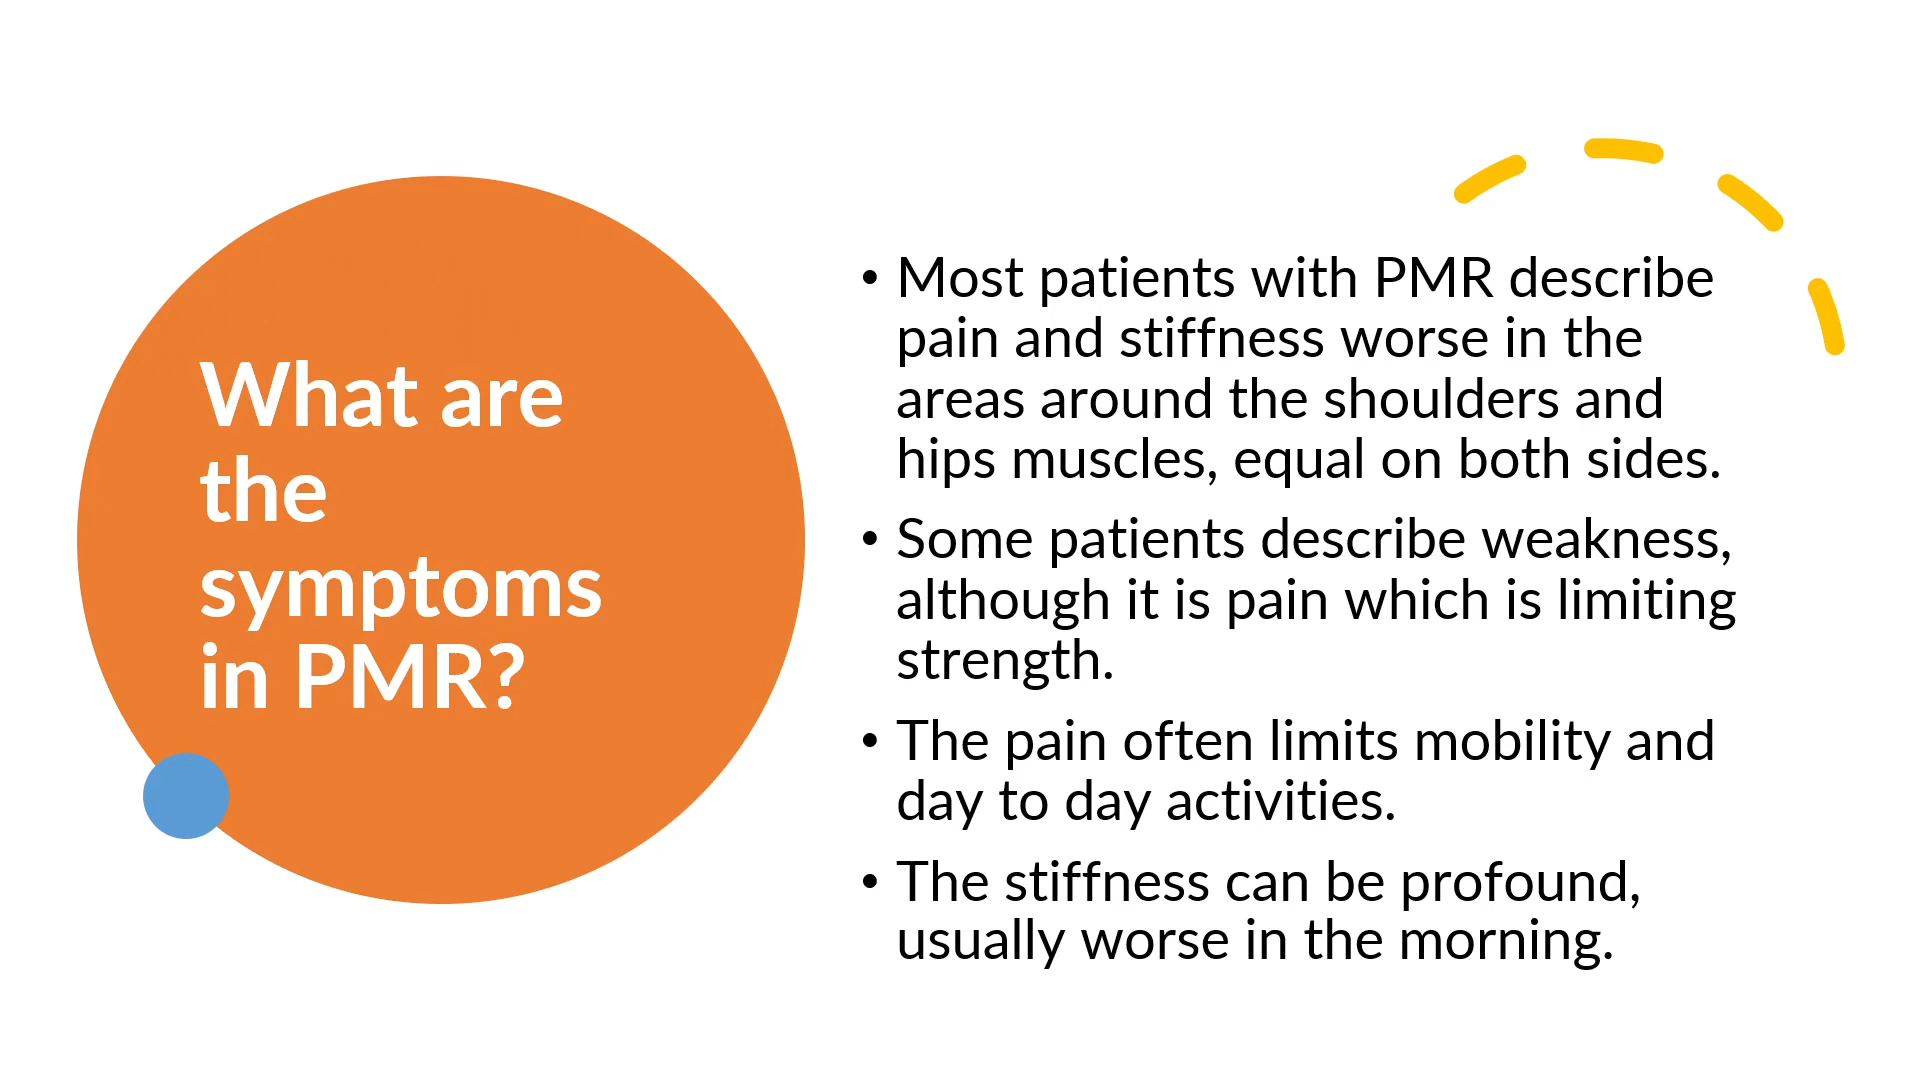 What are
the
symptoms
in PMR?
• Most patients with PMR describe
pain and stiffness worse in the
areas around the shoulders and
hips muscles, equal on both sides.
• Some patients describe weakness,
although it is pain which is limiting
strength.
• The pain often limits mobility and
day to day activities.
• The stiffness can be profound,
usually worse in the morning.